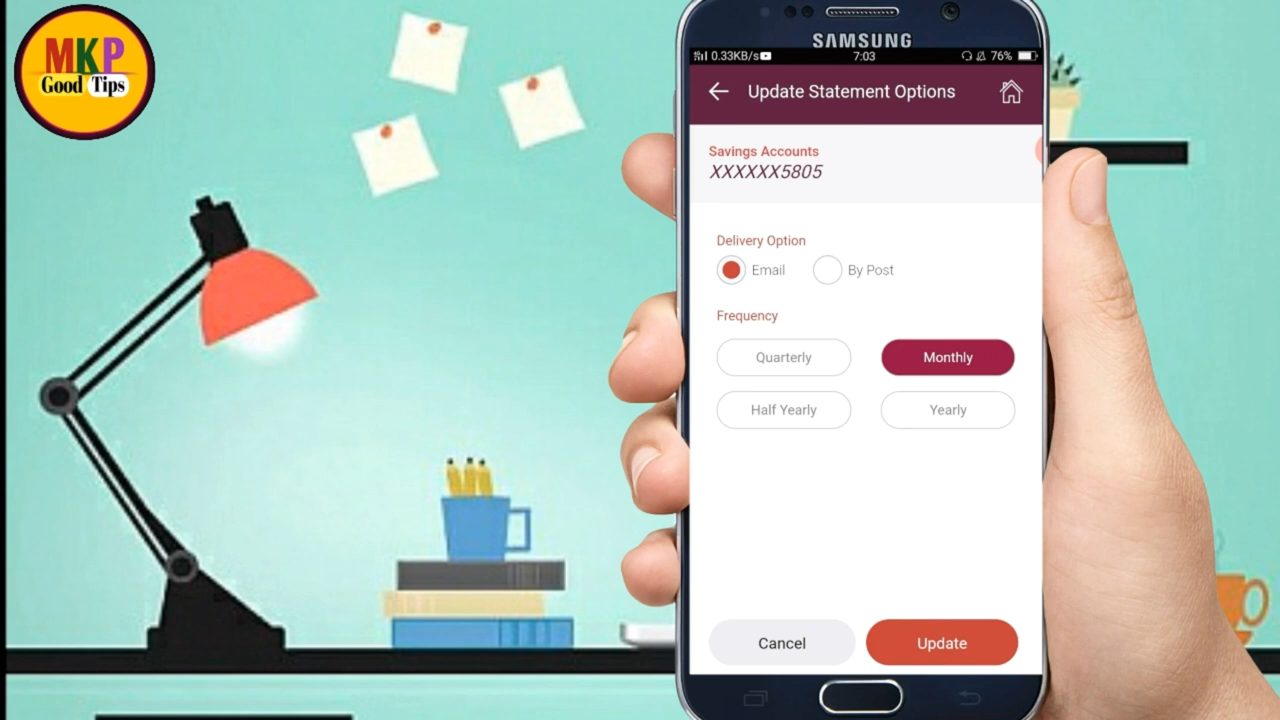 MKP
Good Tips
SAMSUNG
0.33KB/s
7:03
76%
Update Statement Options
Savings Accounts
XXXXXX5805
Delivery Option
Email
By Post
Frequency
Quarterly
Monthly
Half Yearly
Yearly
Cancel
Update